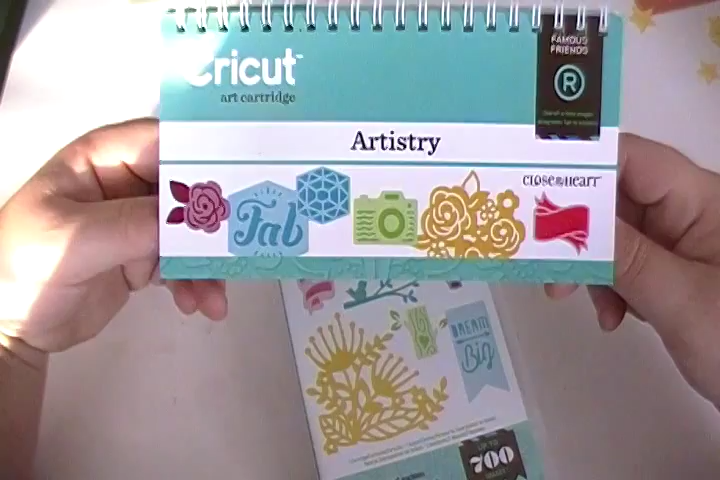 Cricut
art cartridge
FAMOUS
FRIENDS
R
Artistry
CLOSE TO MY HEART
Fab
DREAM
Big
UP TO
700